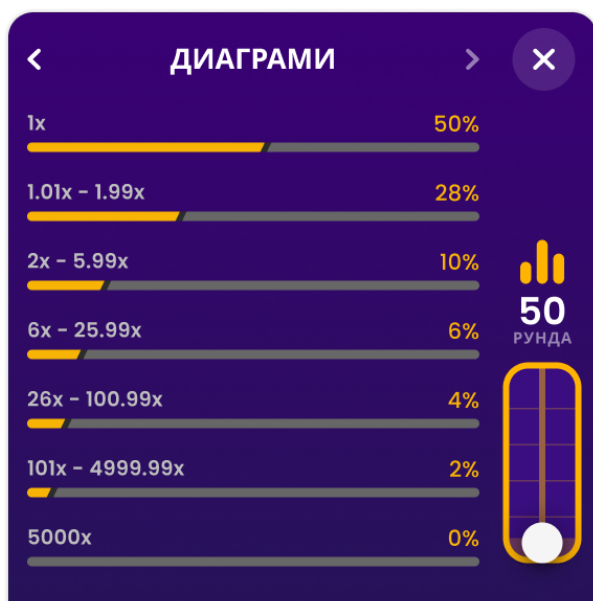 ДИАГРАМИ
1x
50%
1.01x - 1.99x
28%
2x - 5.99x
10%
6x - 25.99x
6%
26x - 100.99x
4%
101x - 4999.99x
2%
5000x
0%
50
РУНДА